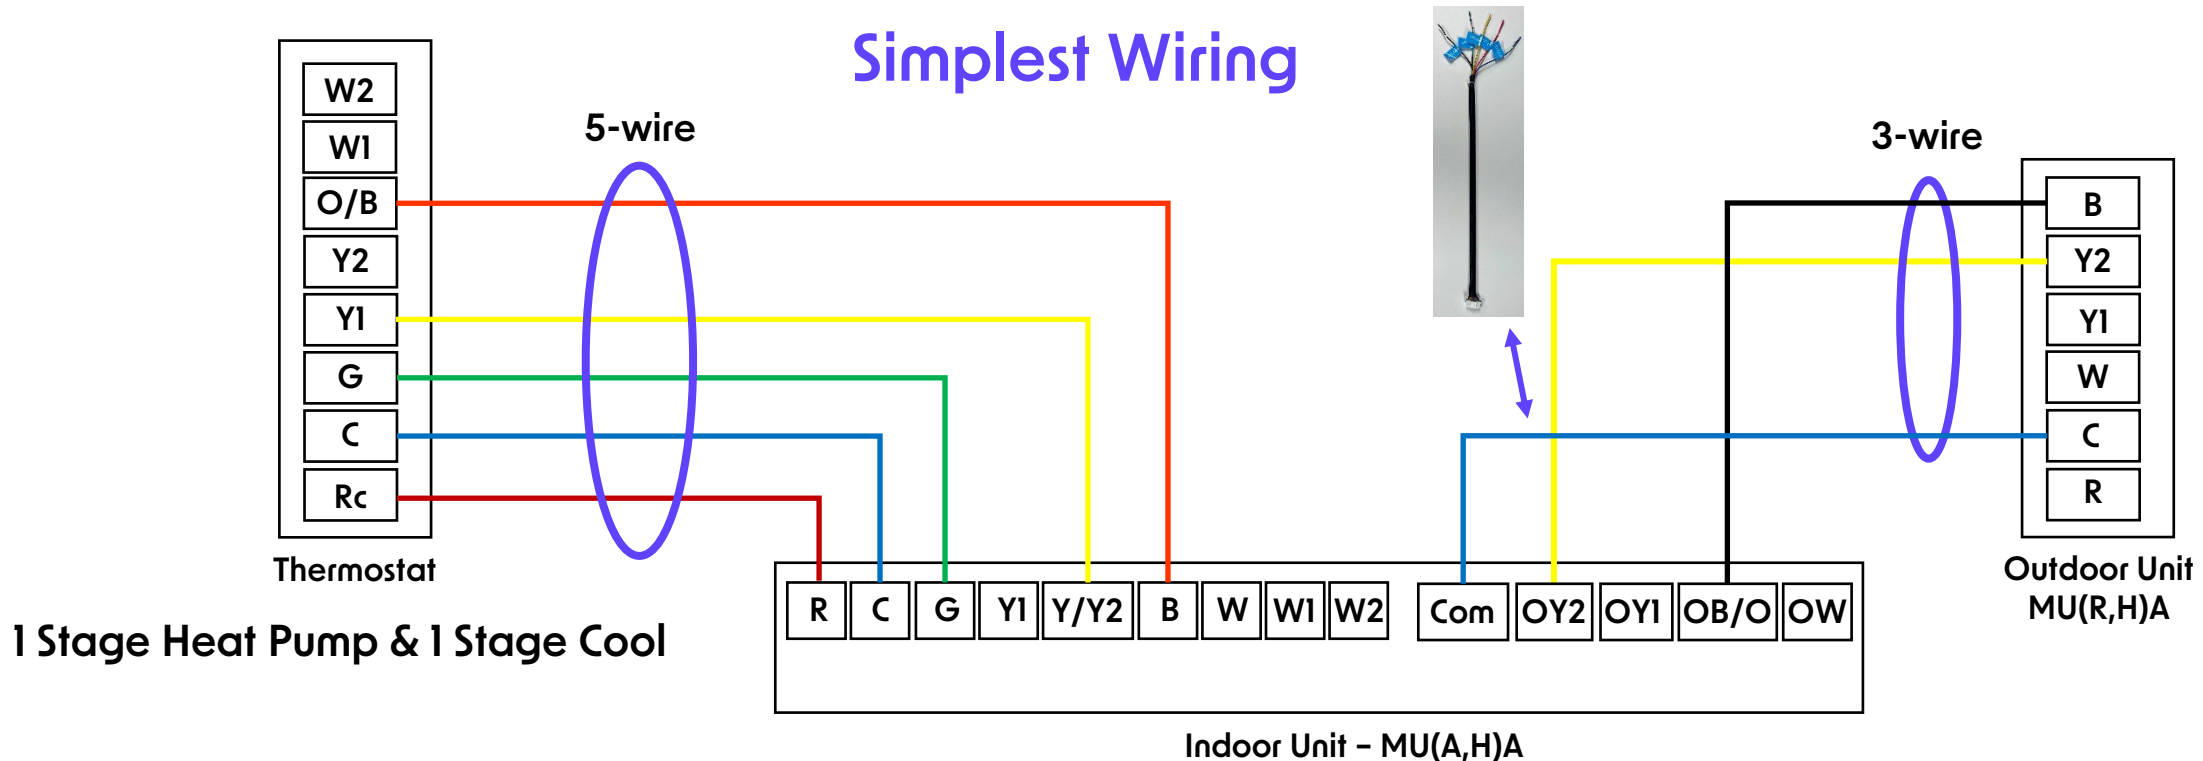 Simplest Wiring
5-wire
3-wire
W2
W1
O/B
Y2
Y1
G
C
Rc
Thermostat
1 Stage Heat Pump & 1 Stage Cool
B
Y2
Y1
W
C
R
Outdoor Unit
MU(R,H)A
R C G Y1 Y/Y2 B W W1 W2 Com OY2 OY1 OB/O OW
Indoor Unit – MU(A,H)A